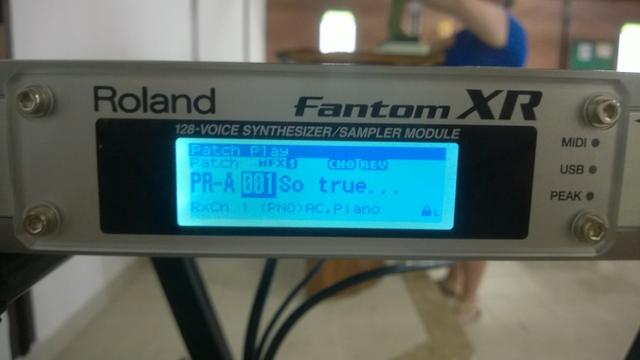 Roland
Fantom XR
128-VOICE SYNTHESIZER/SAMPLER MODULE
Patch Play
Patch MFX1 CHO REV
PR-A 001 So true...
RxCh 1 (PNO)AC.Piano L
MIDI
USB
PEAK